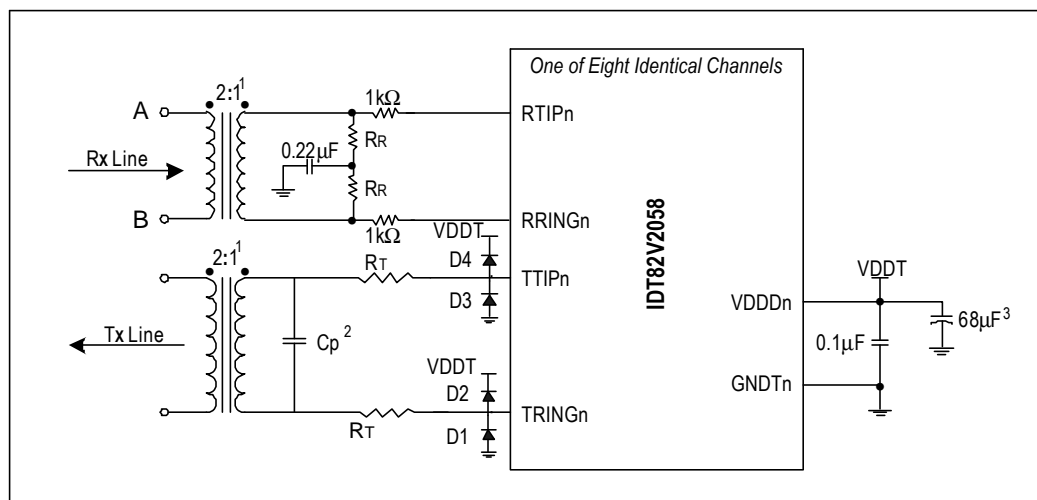 One of Eight Identical Channels
2:1¹
A
1kΩ
RTIPn
RR
0.22μF
Rx Line
RR
B
1kΩ
RRINGn
VDDT
2:1¹
D4
RT
TTIPn
D3
VDDT
IDT82V2058
VDDDn
68μF³
0.1μF
Tx Line
Cp²
VDDT
GNDTn
D2
TRINGn
RT
D1